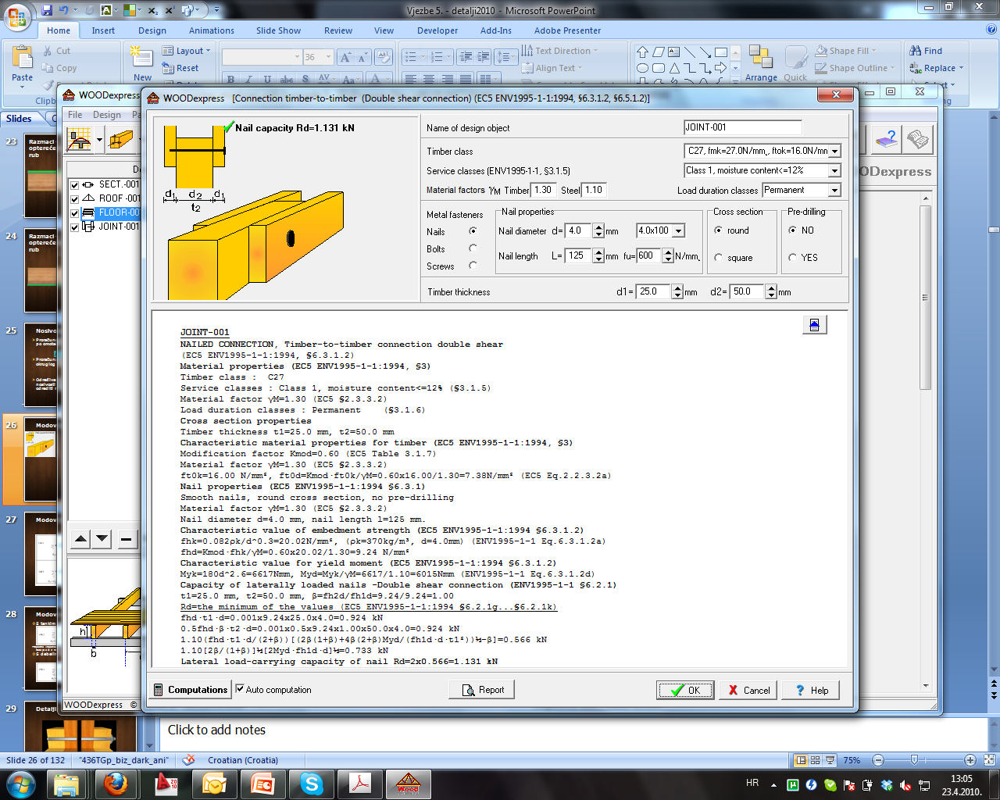 Vjezbe 5. - detalji2010 - Microsoft PowerPoint
Home Insert Design Animations Slide Show Review View Developer Add-Ins Adobe Presenter
Paste Cut Copy New Layout Reset 36 Text Direction Align Text Arrange Quick Shape Fill Shape Outline Find Replace
Slides
WOODexpress
File Design
SECT.-001
ROOF-001
FLOOR-00
JOINT-001
WOODexpress ©
23
Razmaci
optereće
rub
24
Razmaci
optereće
rub
25
Nosivo
26
Modov
27
Modov
28
Modov
29
Detalji
h
b
WOODexpress [Connection timber-to-timber (Double shear connection) (EC5 ENV1995-1-1:1994, §6.3.1.2, §6.5.1.2)]
Nail capacity Rd=1.131 kN
d1 d2 d1
t2
Name of design object JOINT-001
Timber class C27, fmk=27.0N/mm, ftok=16.0N/mm
Service classes (ENV1995-1-1, §3.1.5) Class 1, moisture content<=12%
Material factors γM Timber 1.30 Steel 1.10 Load duration classes Permanent
Metal fasteners
Nails
Bolts
Screws
Nail properties
Nail diameter d= 4.0 mm 4.0x100
Nail length L= 125 mm fu= 600 N/mm
Cross section
round
square
Pre-drilling
NO
YES
Timber thickness d1= 25.0 mm d2= 50.0 mm
JOINT-001
NAILED CONNECTION, Timber-to-timber connection double shear
(EC5 ENV1995-1-1:1994, §6.3.1.2)
Material properties (EC5 ENV1995-1-1:1994, §3)
Timber class : C27
Service classes : Class 1, moisture content<=12% (§3.1.5)
Material factor γM=1.30 (EC5 §2.3.3.2)
Load duration classes : Permanent (§3.1.6)
Cross section properties
Timber thickness t1=25.0 mm, t2=50.0 mm
Characteristic material properties for timber (EC5 ENV1995-1-1:1994, §3)
Modification factor Kmod=0.60 (EC5 Table 3.1.7)
Material factor γM=1.30 (EC5 §2.3.3.2)
ft0k=16.00 N/mm², ft0d=Kmod·ft0k/γM=0.60x16.00/1.30=7.38N/mm² (EC5 Eq.2.2.3.2a)
Nail properties (EC5 ENV1995-1-1:1994 §6.3.1)
Smooth nails, round cross section, no pre-drilling
Material factor γM=1.30 (EC5 §2.3.3.2)
Nail diameter d=4.0 mm, nail length l=125 mm.
Characteristic value of embedment strength (EC5 ENV1995-1-1:1994 §6.3.1.2)
fhk=0.082ρk/d^0.3=20.02N/mm², (ρk=370kg/m³, d=4.0mm) (ENV1995-1-1 Eq.6.3.1.2a)
fhd=Kmod·fhk/γM=0.60x20.02/1.30=9.24 N/mm²
Characteristic value for yield moment (EC5 ENV1995-1-1:1994 §6.3.1.2)
Myk=180d^2.6=6617Nmm, Myd=Myk/γM=6617/1.10=6015Nmm (ENV1995-1-1 Eq.6.3.1.2d)
Capacity of laterally loaded nails -Double shear connection (ENV1995-1-1 §6.2.1)
t1=25.0 mm, t2=50.0 mm, β=fh2d/fh1d=9.24/9.24=1.00
Rd=the minimum of the values (EC5 ENV1995-1-1:1994 §6.2.1g...§6.2.1k)
fhd·t1·d=0.001x9.24x25.0x4.0=0.924 kN
0.5fhd·β·t2·d=0.001x0.5x9.24x1.00x50.0x4.0=0.924 kN
1.10(fhd·t1·d/(2+β))[(2β(1+β)+4β(2+β)Myd/(fh1d·d·t1²))½-β]=0.566 kN
1.10[2β/(1+β)]½[2Myd·fh1d·d]½=0.733 kN
Lateral load-carrying capacity of nail Rd=2x0.566=1.131 kN
Computations Auto computation Report OK Cancel Help
ODexpress
Click to add notes
Slide 26 of 132 "436TGp_biz_dark_ani" Croatian (Croatia) 75%
HR 13:05
23.4.2010.